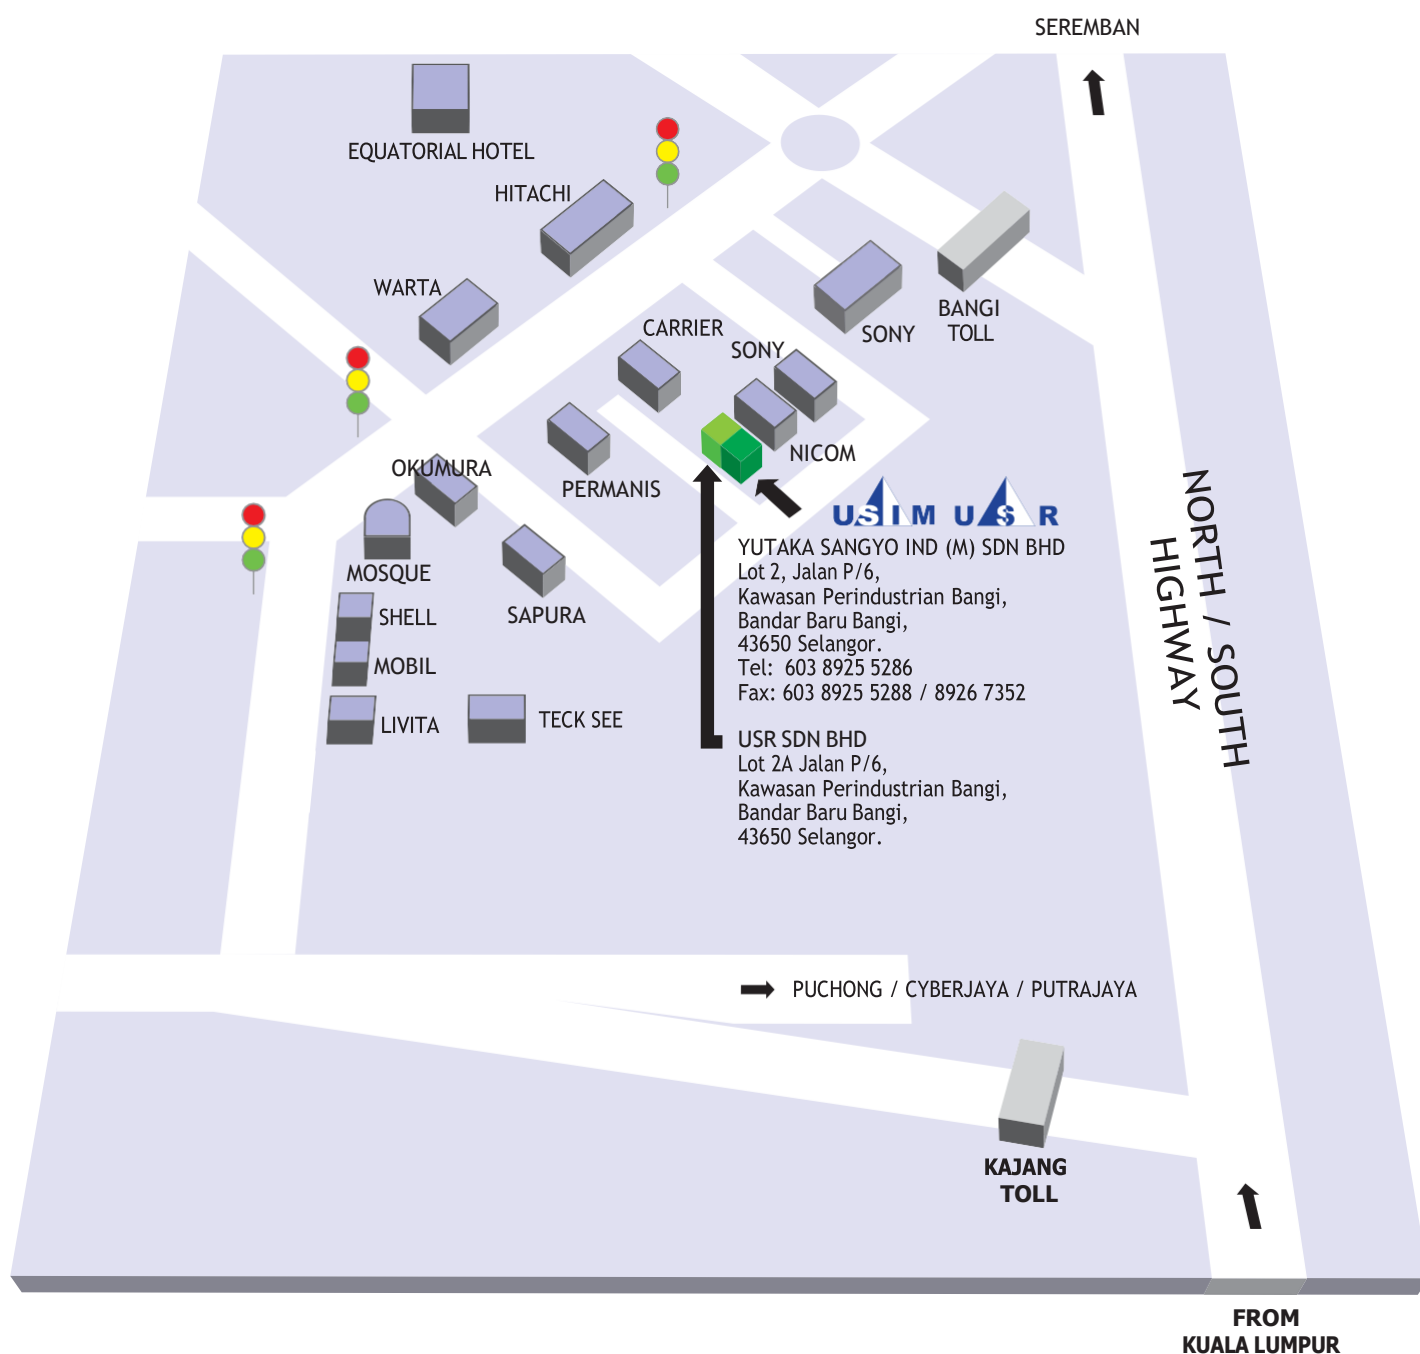 SEREMBAN
EQUATORIAL HOTEL
HITACHI
WARTA
CARRIER
SONY
SONY
BANGI
TOLL
NICOM
OKUMURA
PERMANIS
MOSQUE
SAPURA
SHELL
MOBIL
LIVITA
TECK SEE
USIM USR
YUTAKA SANGYO IND (M) SDN BHD
Lot 2, Jalan P/6,
Kawasan Perindustrian Bangi,
Bandar Baru Bangi,
43650 Selangor.
Tel: 603 8925 5286
Fax: 603 8925 5288 / 8926 7352
USR SDN BHD
Lot 2A Jalan P/6,
Kawasan Perindustrian Bangi,
Bandar Baru Bangi,
43650 Selangor.
NORTH / SOUTH
HIGHWAY
PUCHONG / CYBERJAYA / PUTRAJAYA
KAJANG
TOLL
FROM
KUALA LUMPUR